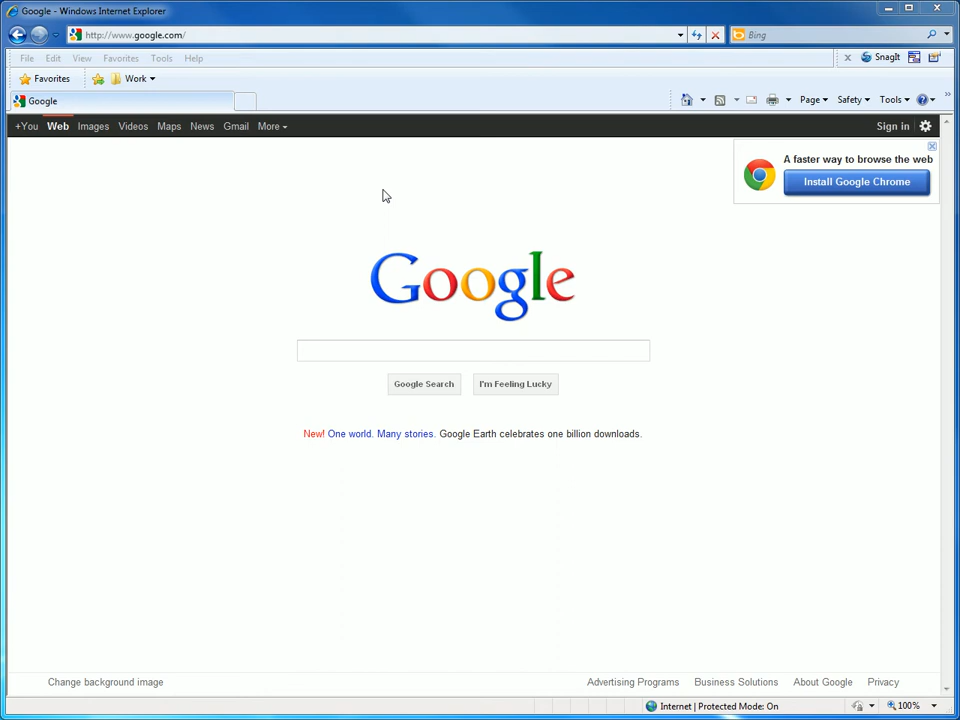 Google - Windows Internet Explorer
http://www.google.com/
Bing
File Edit View Favorites Tools Help
SnagIt
Favorites Work
Google
Page Safety Tools
+You Web Images Videos Maps News Gmail More
Sign in
A faster way to browse the web
Install Google Chrome
Google
Google Search I'm Feeling Lucky
New! One world. Many stories. Google Earth celebrates one billion downloads.
Change background image
Advertising Programs Business Solutions About Google Privacy
Internet | Protected Mode: On
100%